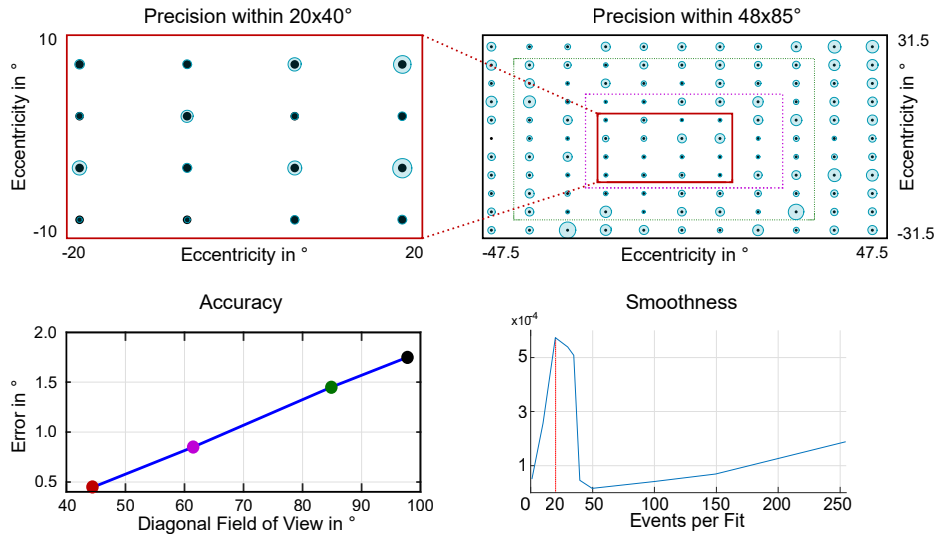 Precision within 20x40°
Precision within 48x85°
10
Eccentricity in °
-10
-20
Eccentricity in °
20
31.5
Eccentricity in °
-31.5
-47.5
Eccentricity in °
47.5
Accuracy
2.0
1.5
1.0
0.5
Error in °
40 50 60 70 80 90 100
Diagonal Field of View in °
Smoothness
x10⁻⁴
5
3
1
0 20 50 100 150 200 250
Events per Fit